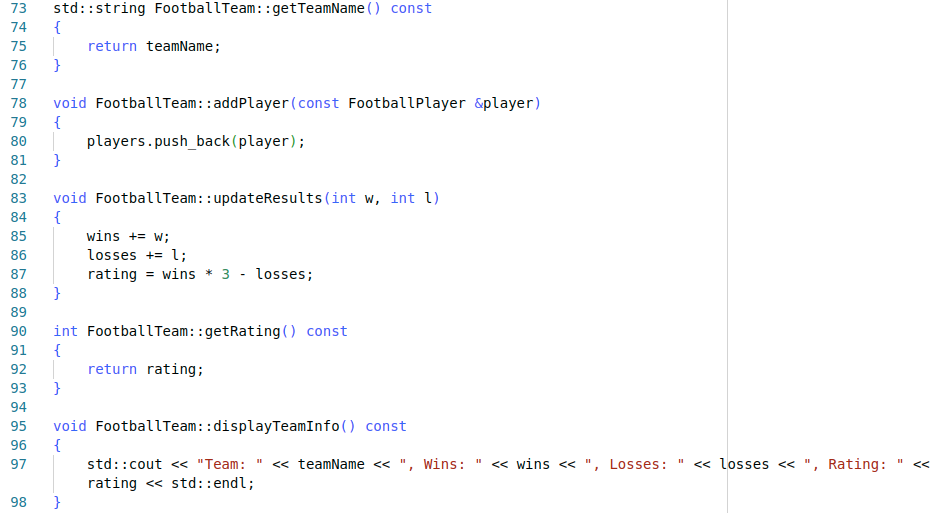 73 std::string FootballTeam::getTeamName() const
74 {
75     return teamName;
76 }
77
78 void FootballTeam::addPlayer(const FootballPlayer &player)
79 {
80     players.push_back(player);
81 }
82
83 void FootballTeam::updateResults(int w, int l)
84 {
85     wins += w;
86     losses += l;
87     rating = wins * 3 - losses;
88 }
89
90 int FootballTeam::getRating() const
91 {
92     return rating;
93 }
94
95 void FootballTeam::displayTeamInfo() const
96 {
97     std::cout << "Team: " << teamName << ", Wins: " << wins << ", Losses: " << losses << ", Rating: " <<
    rating << std::endl;
98 }